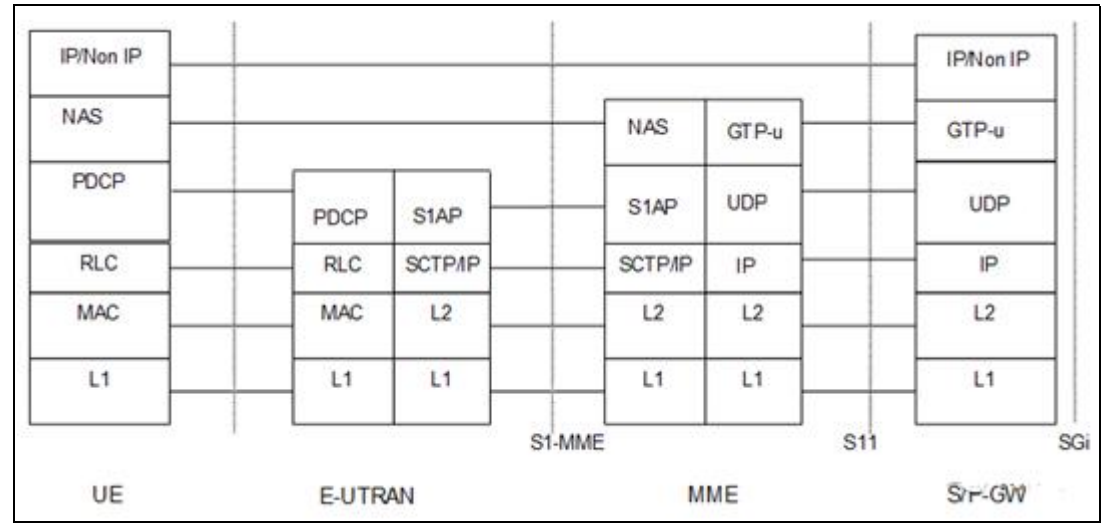 IP/Non IP
IP/Non IP
NAS
NAS
GTP-u
GTP-u
PDCP
PDCP
S1AP
S1AP
UDP
UDP
RLC
RLC
SCTP/IP
SCTP/IP
IP
IP
MAC
MAC
L2
L2
L2
L2
L1
L1
L1
L1
L1
L1
S1-MME
S11
SGi
UE
E-UTRAN
MME